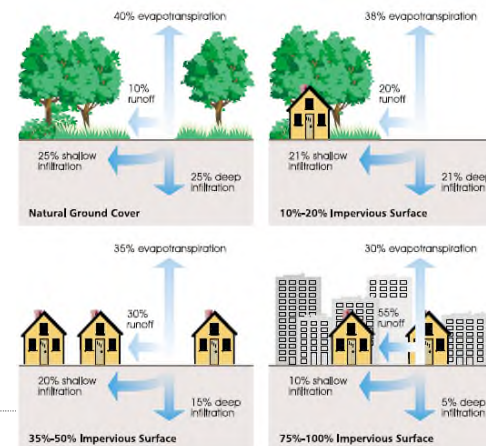 40% evapotranspiration
10%
runoff
25% shallow
infiltration
25% deep
infiltration
Natural Ground Cover
38% evapotranspiration
20%
runoff
21% shallow
infiltration
21% deep
infiltration
10%-20% Impervious Surface
35% evapotranspiration
30%
runoff
20% shallow
infiltration
15% deep
infiltration
35%-50% Impervious Surface
30% evapotranspiration
55%
runoff
10% shallow
infiltration
5% deep
infiltration
75%-100% Impervious Surface